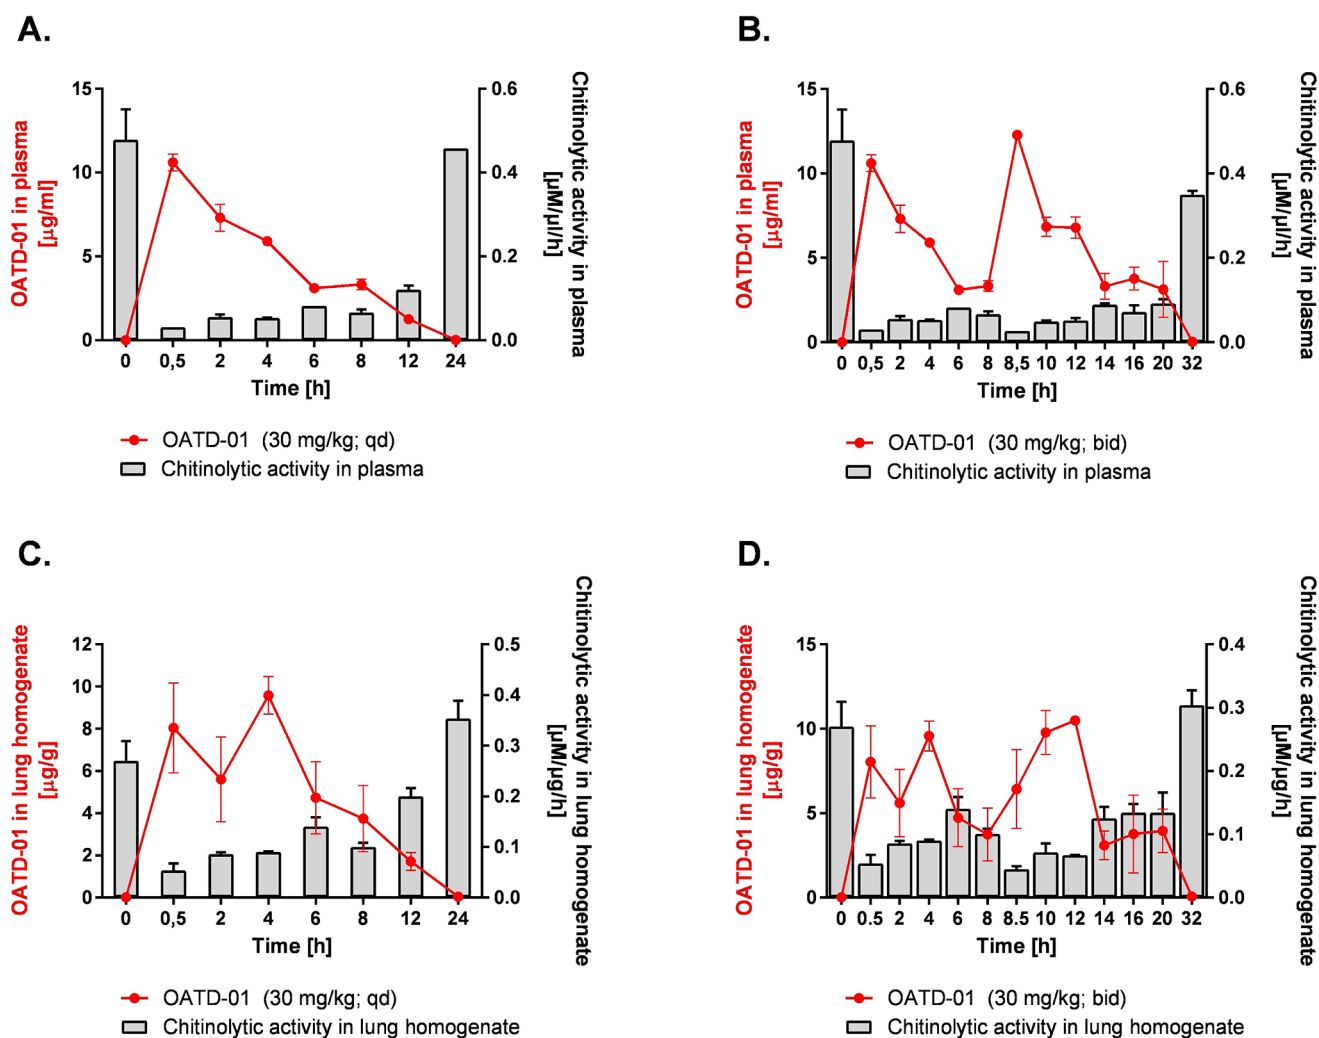 A.
OATD-01 in plasma
[µg/ml]
15
10
5
0
0.6
0.4
0.2
0.0
Chitinolytic activity in plasma
[µM/µl/h]
0 0,5 2 4 6 8 12 24
Time [h]
OATD-01 (30 mg/kg; qd)
Chitinolytic activity in plasma
B.
OATD-01 in plasma
[µg/ml]
15
10
5
0
0.6
0.4
0.2
0.0
Chitinolytic activity in plasma
[µM/µl/h]
0 0,5 2 4 6 8 8,5 10 12 14 16 20 32
Time [h]
OATD-01 (30 mg/kg; bid)
Chitinolytic activity in plasma
C.
OATD-01 in lung homogenate
[µg/g]
12
10
8
6
4
2
0
0.5
0.4
0.3
0.2
0.1
0.0
Chitinolytic activity in lung homogenate
[µM/µg/h]
0 0,5 2 4 6 8 12 24
Time [h]
OATD-01 (30 mg/kg; qd)
Chitinolytic activity in lung homogenate
D.
OATD-01 in lung homogenate
[µg/g]
15
10
5
0
0.4
0.3
0.2
0.1
0.0
Chitinolytic activity in lung homogenate
[µM/µg/h]
0 0.5 2 4 6 8 8.5 10 12 14 16 20 32
Time [h]
OATD-01 (30 mg/kg; bid)
Chitinolytic activity in lung homogenate